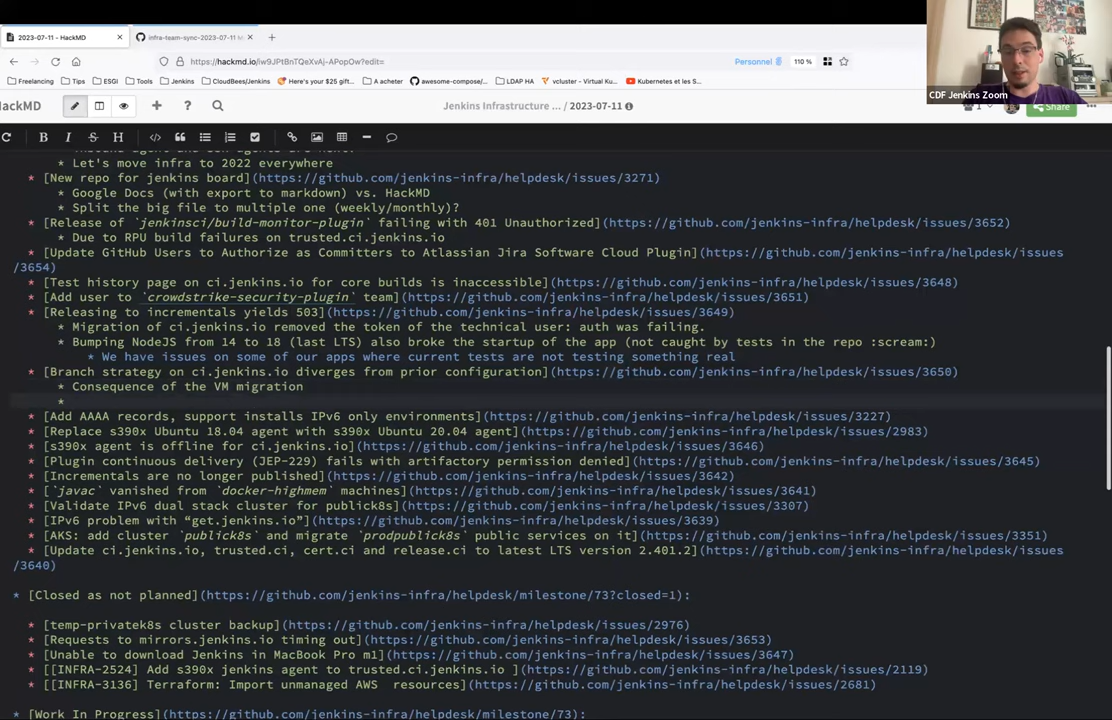 2023-07-11 - HackMD
infra-team-sync-2023-07-11 M
https://hackmd.io/iw9JPtBnTQeXvAj-APopOw?edit=
Personnel
110 %
Freelancing
Tips
ESGI
Tools
Jenkins
CloudBees/Jenkins
Here's your $25 gift...
A acheter
awesome-compose/...
LDAP HA
vcluster - Virtual Ku...
Kubernetes et les S...
CDF Jenkins Zoom
HackMD
Jenkins Infrastructure ... / 2023-07-11
1
Share
* Let's move infra to 2022 everywhere
* [New repo for jenkins board](https://github.com/jenkins-infra/helpdesk/issues/3271)
* Google Docs (with export to markdown) vs. HackMD
* Split the big file to multiple one (weekly/monthly)?
* [Release of `jenkinsci/build-monitor-plugin` failing with 401 Unauthorized](https://github.com/jenkins-infra/helpdesk/issues/3652)
* Due to RPU build failures on trusted.ci.jenkins.io
* [Update GitHub Users to Authorize as Committers to Atlassian Jira Software Cloud Plugin](https://github.com/jenkins-infra/helpdesk/issues
/3654)
* [Test history page on ci.jenkins.io for core builds is inaccessible](https://github.com/jenkins-infra/helpdesk/issues/3648)
* [Add user to `crowdstrike-security-plugin` team](https://github.com/jenkins-infra/helpdesk/issues/3651)
* [Releasing to incrementals yields 503](https://github.com/jenkins-infra/helpdesk/issues/3649)
* Migration of ci.jenkins.io removed the token of the technical user: auth was failing.
* Bumping NodeJS from 14 to 18 (last LTS) also broke the startup of the app (not caught by tests in the repo :scream:)
* We have issues on some of our apps where current tests are not testing something real
* [Branch strategy on ci.jenkins.io diverges from prior configuration](https://github.com/jenkins-infra/helpdesk/issues/3650)
* Consequence of the VM migration
*
* [Add AAAA records, support installs IPv6 only environments](https://github.com/jenkins-infra/helpdesk/issues/3227)
* [Replace s390x Ubuntu 18.04 agent with s390x Ubuntu 20.04 agent](https://github.com/jenkins-infra/helpdesk/issues/2983)
* [s390x agent is offline for ci.jenkins.io](https://github.com/jenkins-infra/helpdesk/issues/3646)
* [Plugin continuous delivery (JEP-229) fails with artifactory permission denied](https://github.com/jenkins-infra/helpdesk/issues/3645)
* [Incrementals are no longer published](https://github.com/jenkins-infra/helpdesk/issues/3642)
* [`javac` vanished from `docker-highmem` machines](https://github.com/jenkins-infra/helpdesk/issues/3641)
* [Validate IPv6 dual stack cluster for publick8s](https://github.com/jenkins-infra/helpdesk/issues/3307)
* [IPv6 problem with “get.jenkins.io”](https://github.com/jenkins-infra/helpdesk/issues/3639)
* [AKS: add cluster `publick8s` and migrate `prodpublick8s` public services on it](https://github.com/jenkins-infra/helpdesk/issues/3351)
* [Update ci.jenkins.io, trusted.ci, cert.ci and release.ci to latest LTS version 2.401.2](https://github.com/jenkins-infra/helpdesk/issues
/3640)
* [Closed as not planned](https://github.com/jenkins-infra/helpdesk/milestone/73?closed=1):
* [temp-privatek8s cluster backup](https://github.com/jenkins-infra/helpdesk/issues/2976)
* [Requests to mirrors.jenkins.io timing out](https://github.com/jenkins-infra/helpdesk/issues/3653)
* [Unable to download Jenkins in MacBook Pro m1](https://github.com/jenkins-infra/helpdesk/issues/3647)
* [[INFRA-2524] Add s390x jenkins agent to trusted.ci.jenkins.io ](https://github.com/jenkins-infra/helpdesk/issues/2119)
* [[INFRA-3136] Terraform: Import unmanaged AWS  resources](https://github.com/jenkins-infra/helpdesk/issues/2681)
* [Work In Progress](https://github.com/jenkins-infra/helpdesk/milestone/73):